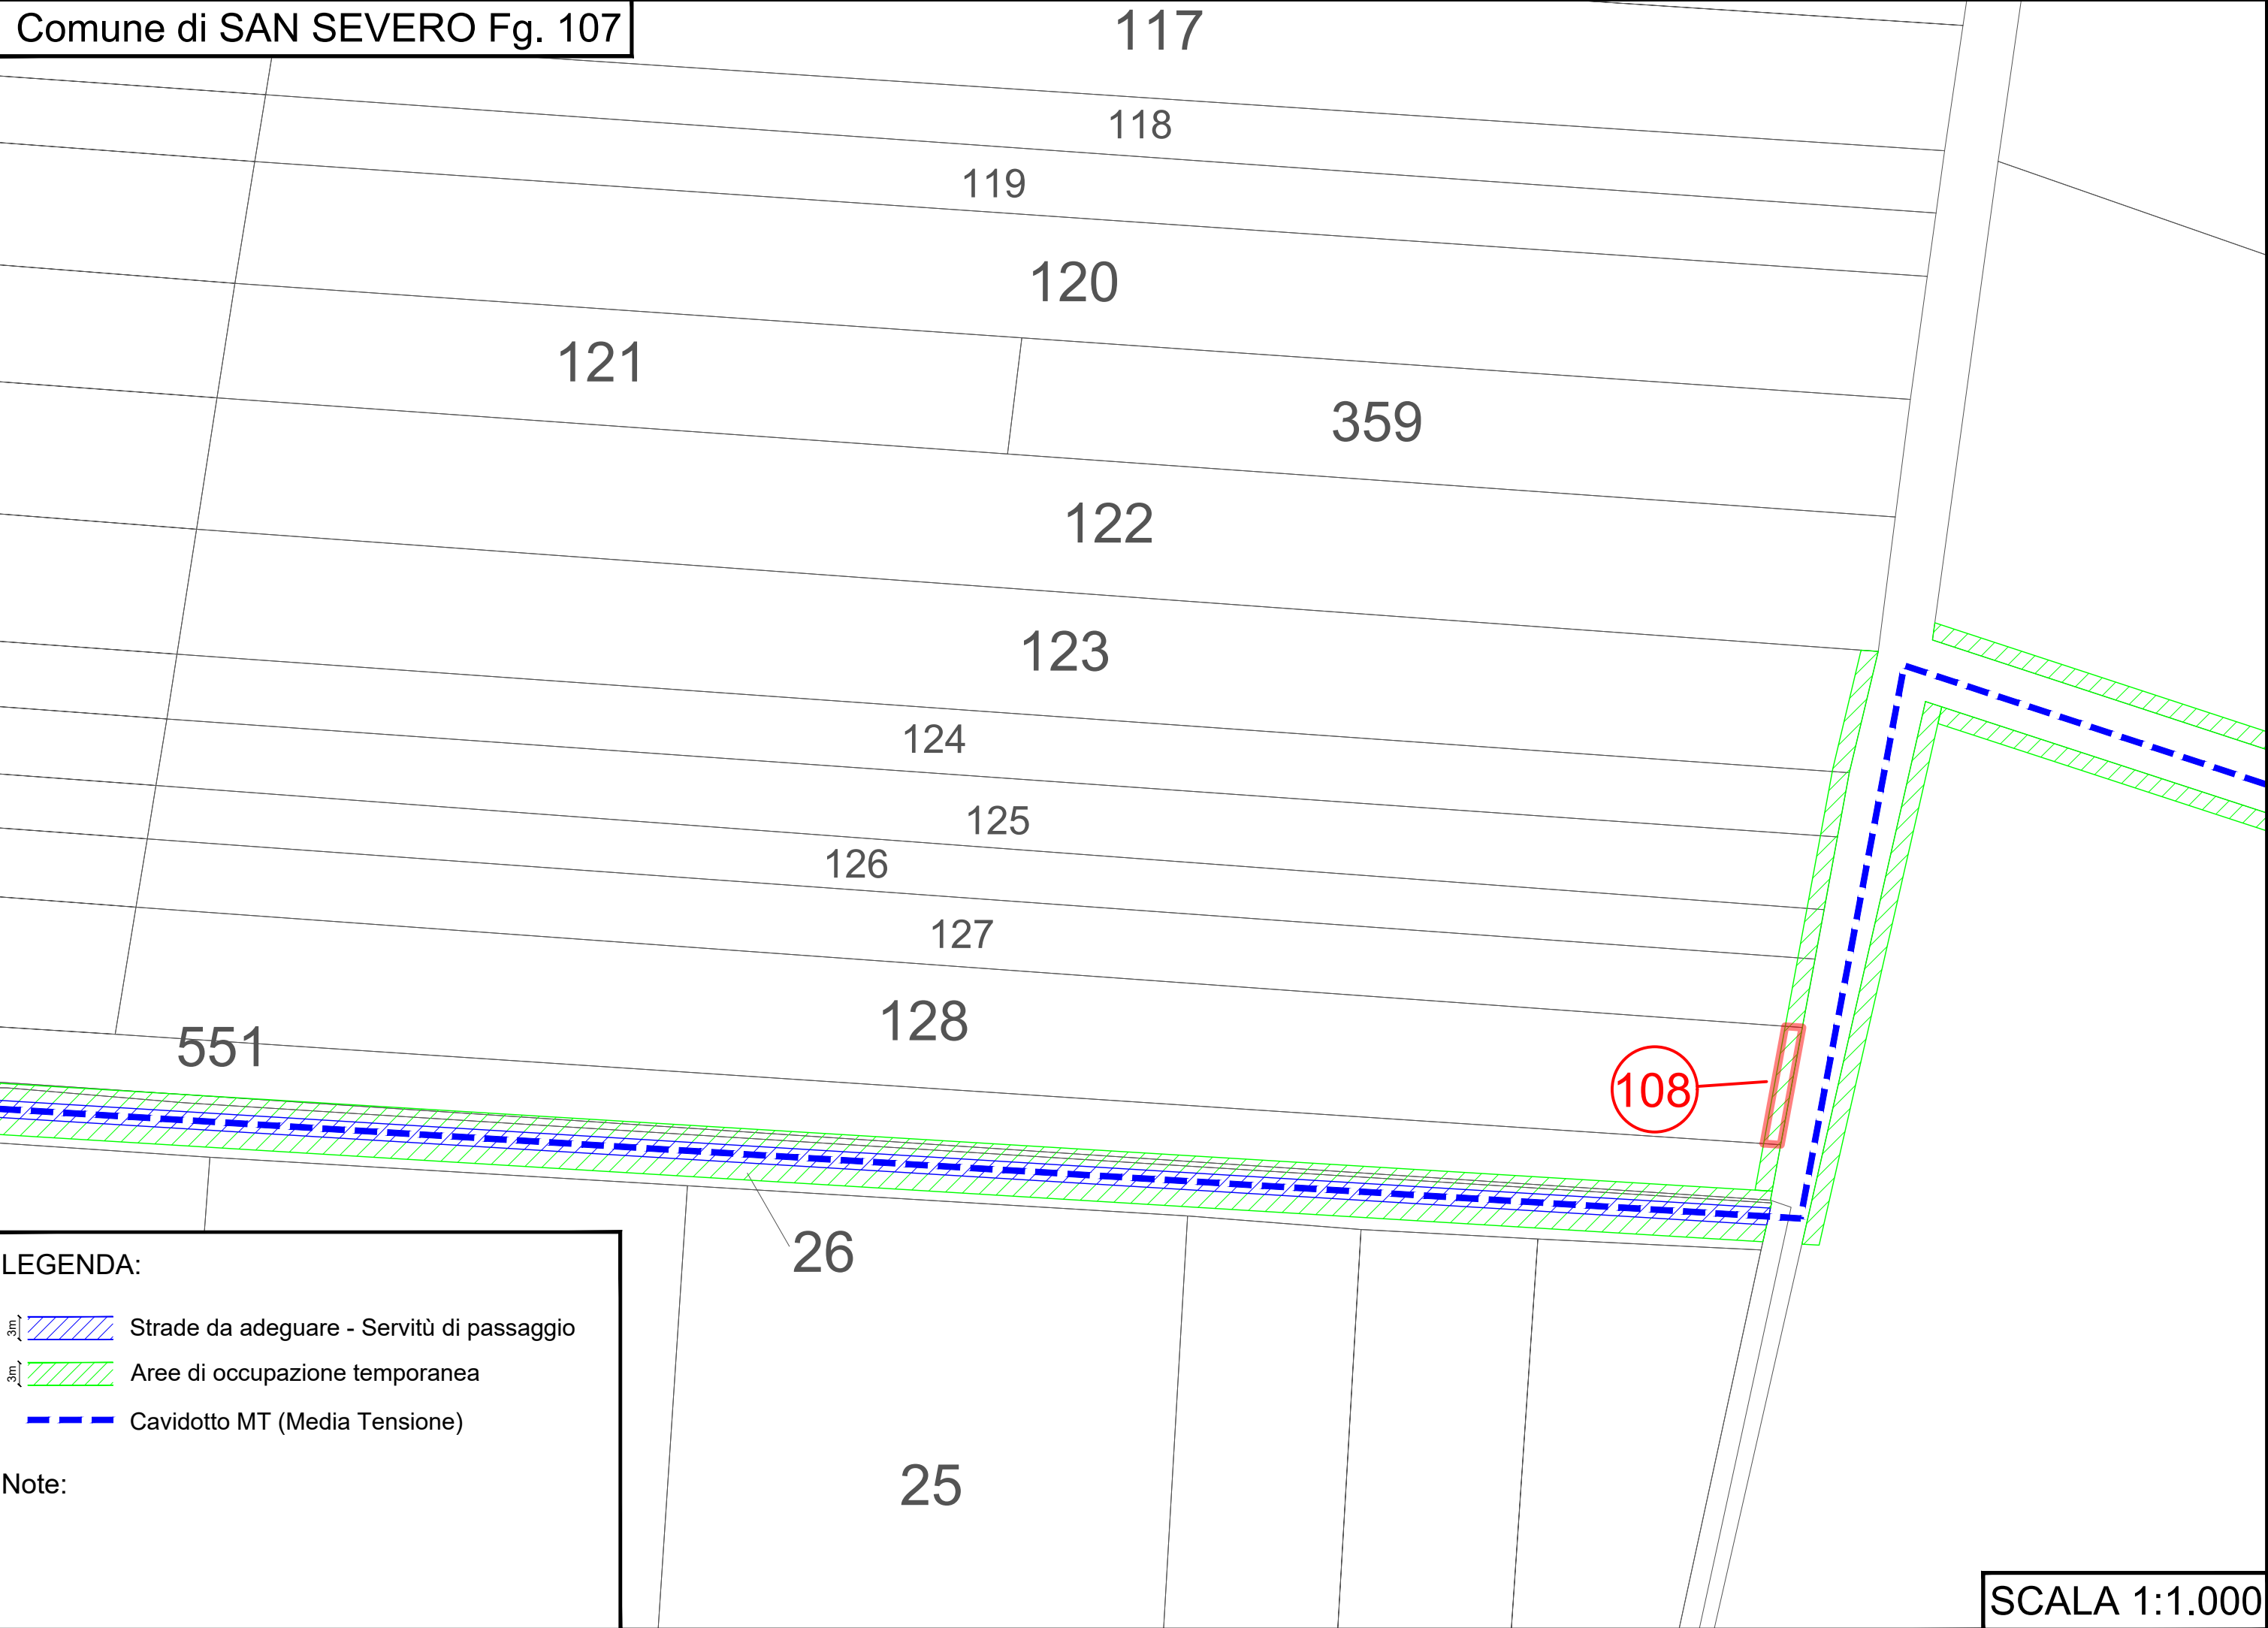 Comune di SAN SEVERO Fg. 107
117
118
119
120
121
359
122
123
124
125
126
127
128
551
108
26
25
LEGENDA:
3m Strade da adeguare - Servitù di passaggio
3m Aree di occupazione temporanea
Cavidotto MT (Media Tensione)
Note:
SCALA 1:1.000